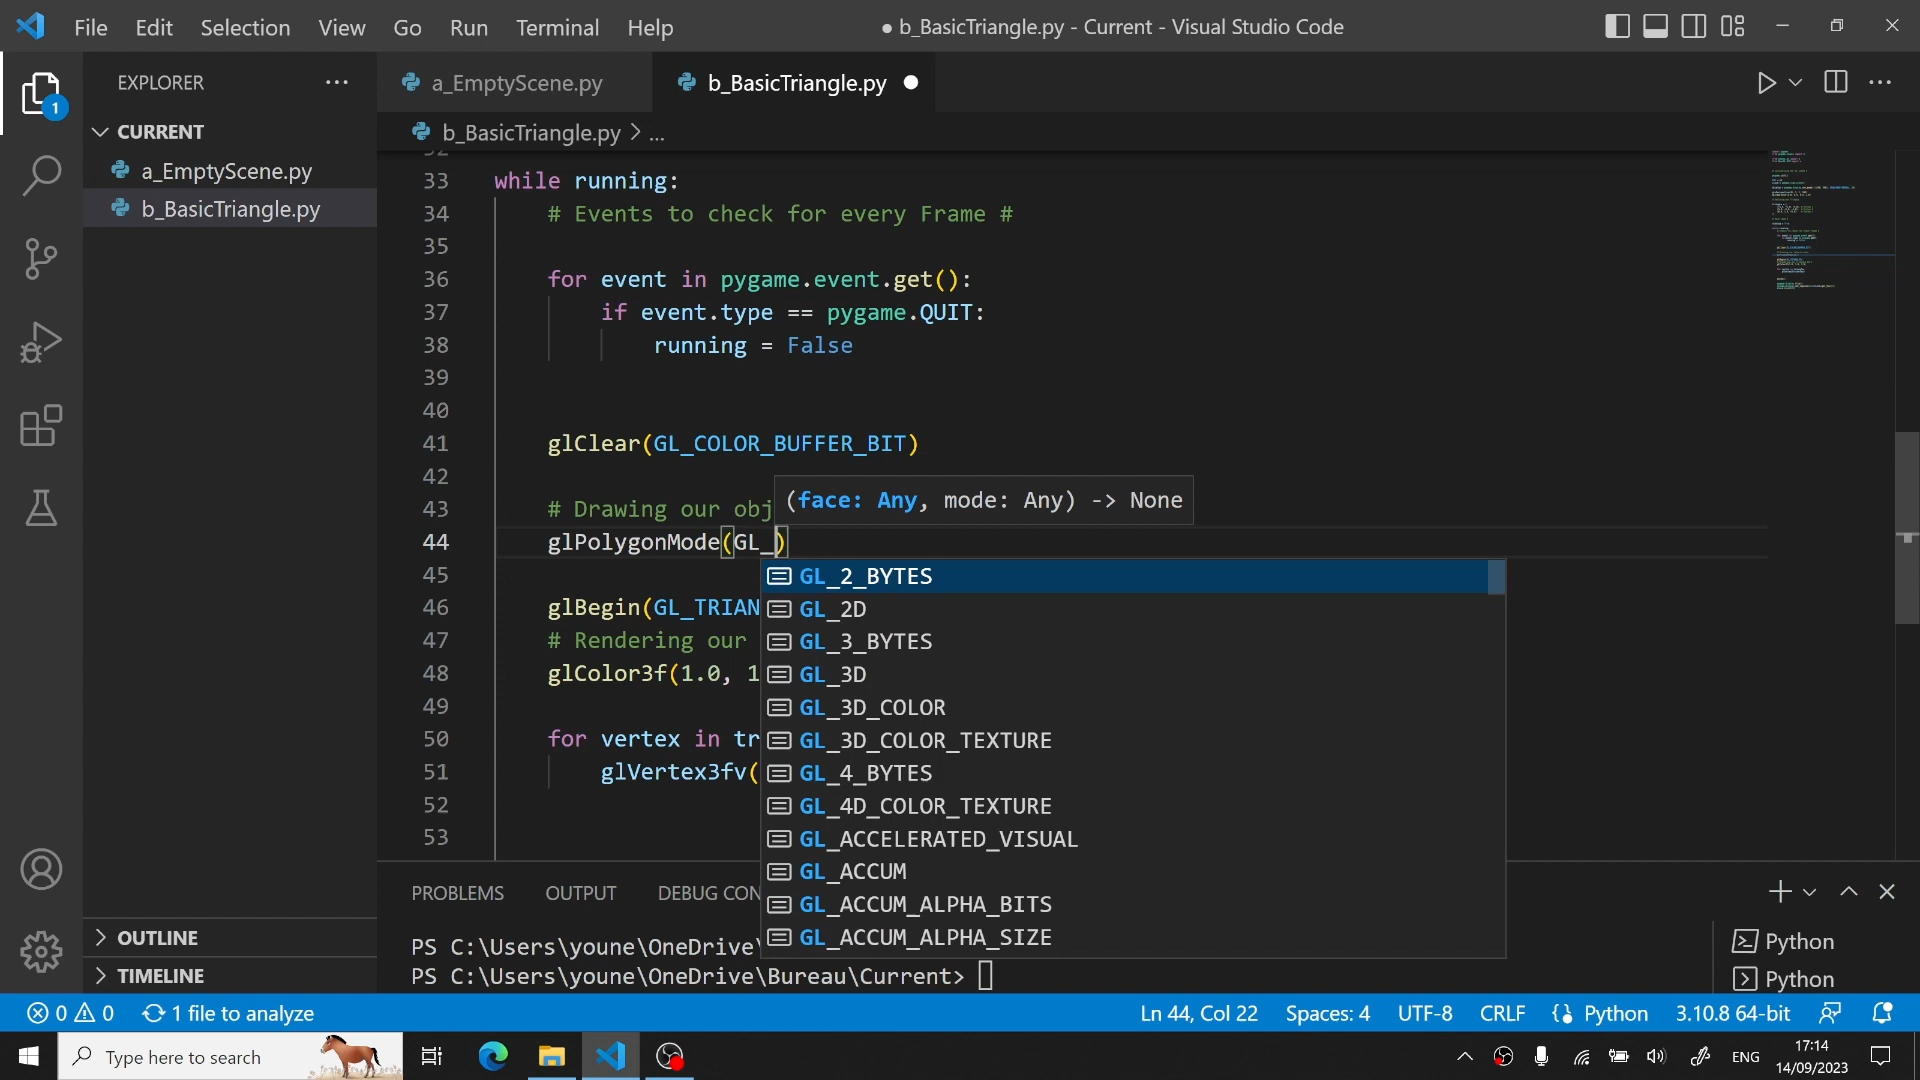 File Edit Selection View Go Run Terminal Help
● b_BasicTriangle.py - Current - Visual Studio Code
EXPLORER ...
a_EmptyScene.py
b_BasicTriangle.py ●
1
CURRENT
b_BasicTriangle.py > ...
a_EmptyScene.py
b_BasicTriangle.py
33 while running:
34 # Events to check for every Frame #
35
36 for event in pygame.event.get():
37 if event.type == pygame.QUIT:
38 running = False
39
40
41 glClear(GL_COLOR_BUFFER_BIT)
42
43 # Drawing our obj
(face: Any, mode: Any) -> None
44 glPolygonMode(GL_)
45
46 glBegin(GL_TRIAN
47 # Rendering our
48 glColor3f(1.0, 1
49
50 for vertex in tr
51 glVertex3fv(
52
53
GL_2_BYTES
GL_2D
GL_3_BYTES
GL_3D
GL_3D_COLOR
GL_3D_COLOR_TEXTURE
GL_4_BYTES
GL_4D_COLOR_TEXTURE
GL_ACCELERATED_VISUAL
GL_ACCUM
GL_ACCUM_ALPHA_BITS
GL_ACCUM_ALPHA_SIZE
PROBLEMS OUTPUT DEBUG CON
PS C:\Users\youne\OneDrive\
PS C:\Users\youne\OneDrive\Bureau\Current>
Python
Python
OUTLINE
TIMELINE
0 0 1 file to analyze
Ln 44, Col 22 Spaces: 4 UTF-8 CRLF Python 3.10.8 64-bit
Type here to search
ENG
17:14
14/09/2023